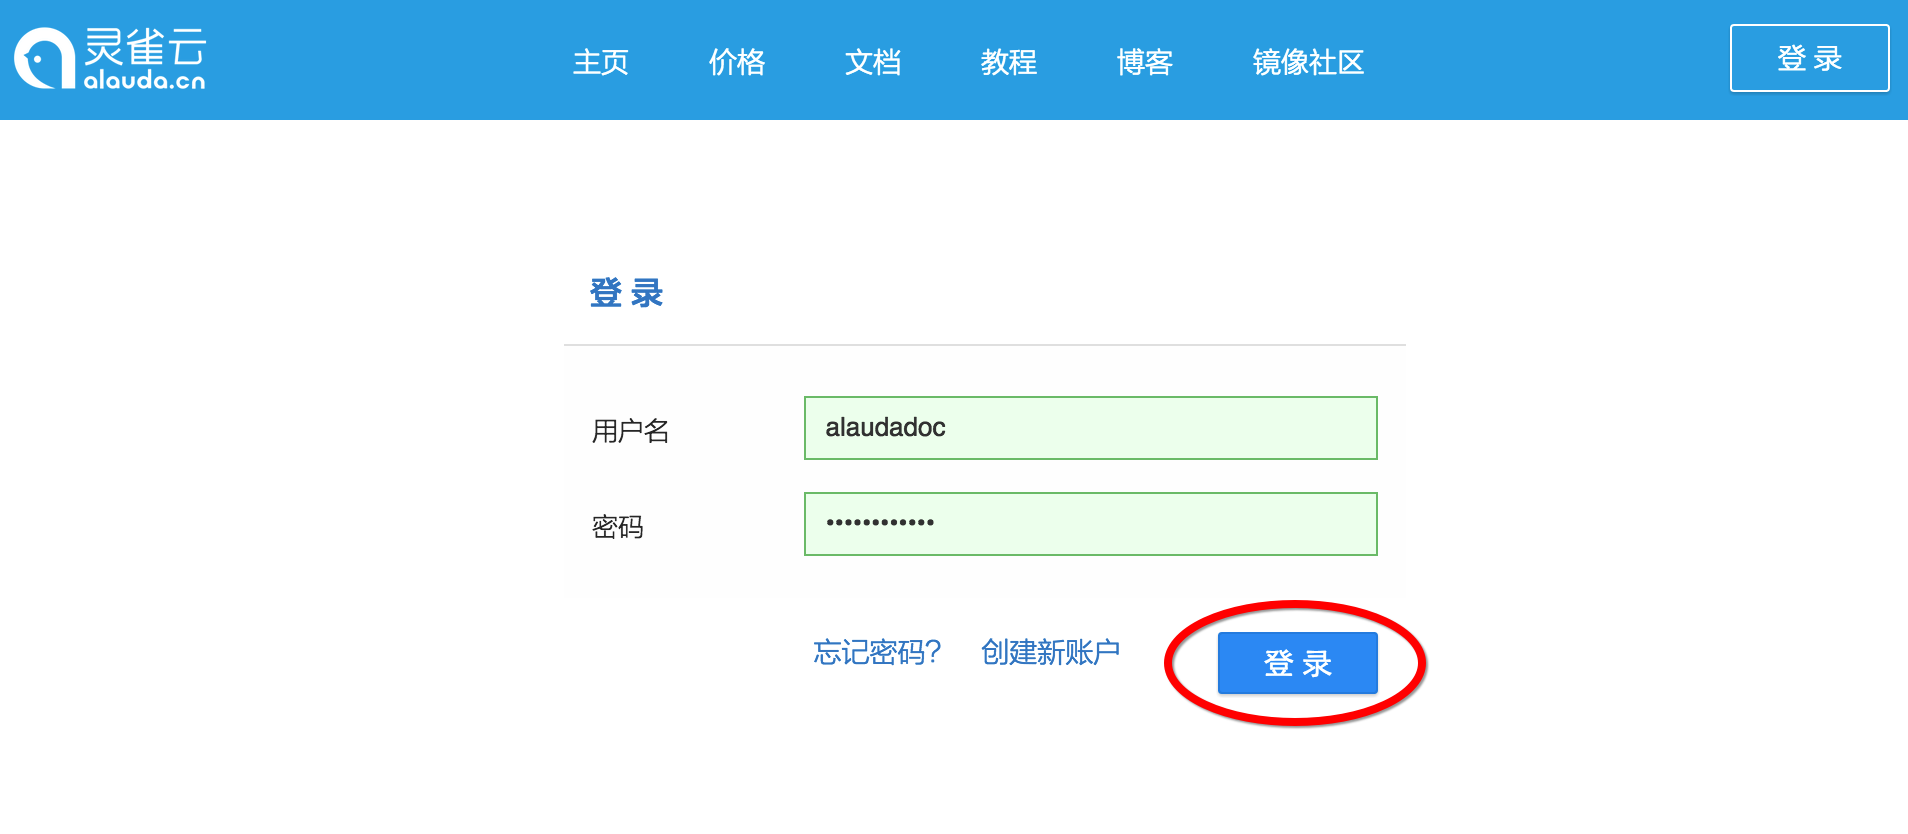 灵雀云
alauda.cn
主页 价格 文档 教程 博客 镜像社区
登 录
登 录
用户名 alaudadoc
密码 ••••••••••••
忘记密码? 创建新账户 登 录